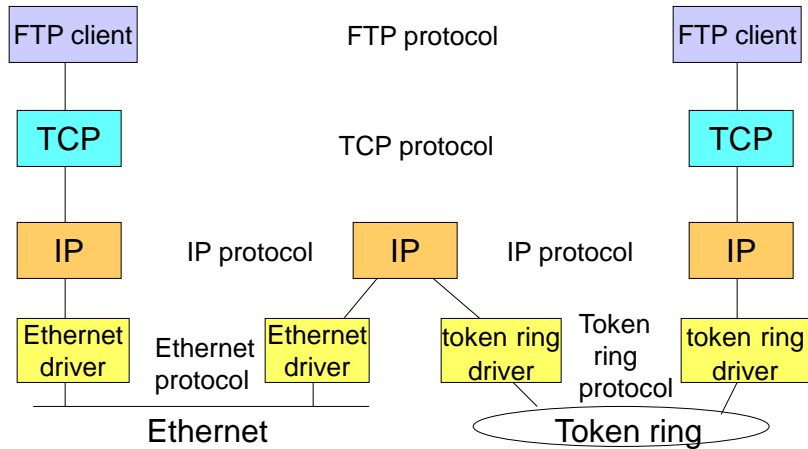 FTP client
FTP protocol
FTP client
TCP
TCP protocol
TCP
IP
IP protocol
IP
IP protocol
IP
Ethernet
driver
Ethernet
protocol
Ethernet
driver
token ring
driver
Token
ring
protocol
token ring
driver
Ethernet
Token ring